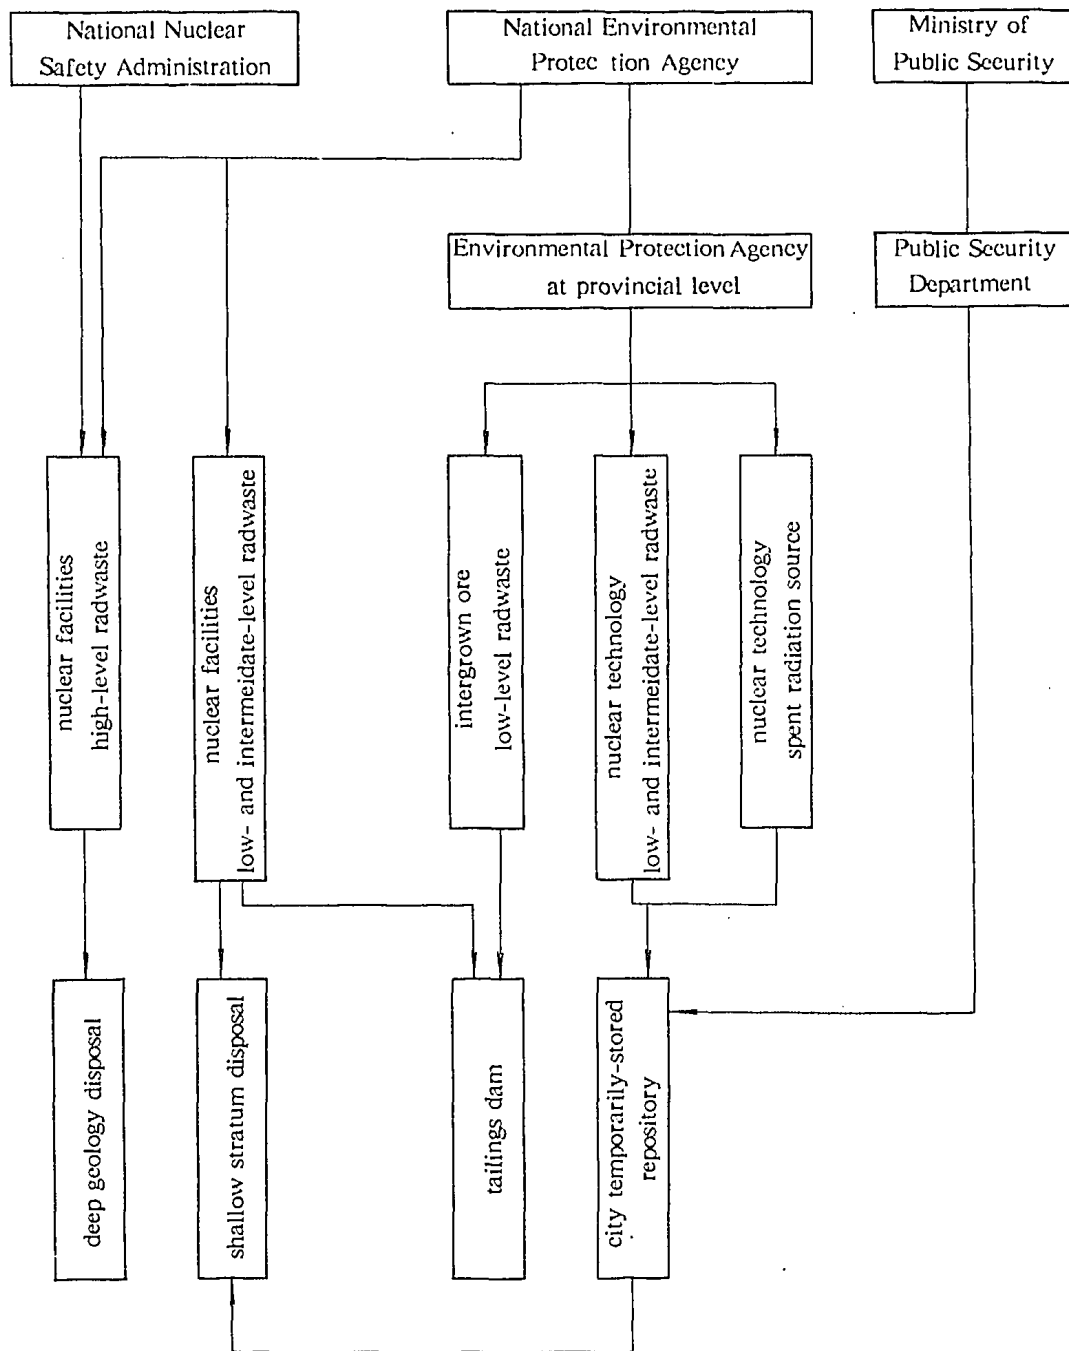 National Nuclear
Safety Administration
National Environmental
Protec tion Agency
Ministry of
Public Security
Environmental Protection Agency
at provincial level
Public Security
Department
nuclear facilities
high-level radwaste
nuclear facilities
low- and intermeidate-level radwaste
intergrown ore
low-level radwaste
nuclear technology
low- and intermeidate-level radwaste
nuclear technology
spent radiation source
deep geology disposal
shallow stratum disposal
tailings dam
city temporarily-stored
repository